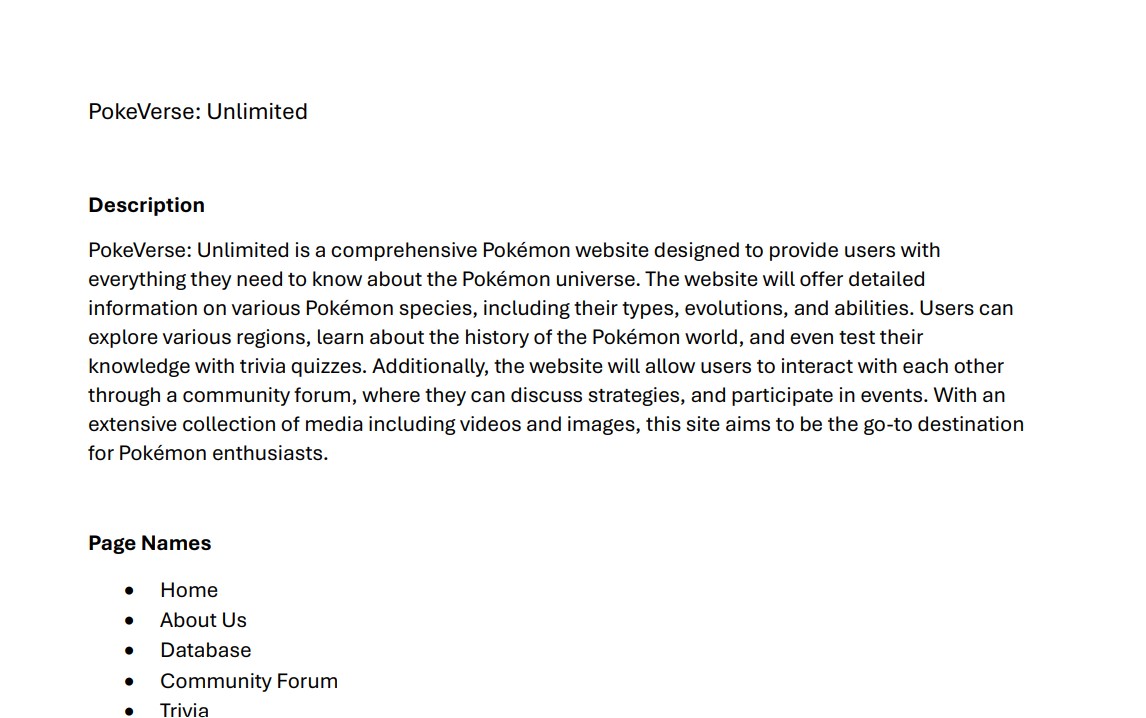 PokeVerse: Unlimited
Description
PokeVerse: Unlimited is a comprehensive Pokémon website designed to provide users with
everything they need to know about the Pokémon universe. The website will offer detailed
information on various Pokémon species, including their types, evolutions, and abilities. Users can
explore various regions, learn about the history of the Pokémon world, and even test their
knowledge with trivia quizzes. Additionally, the website will allow users to interact with each other
through a community forum, where they can discuss strategies, and participate in events. With an
extensive collection of media including videos and images, this site aims to be the go-to destination
for Pokémon enthusiasts.
Page Names
• Home
• About Us
• Database
• Community Forum
• Trivia